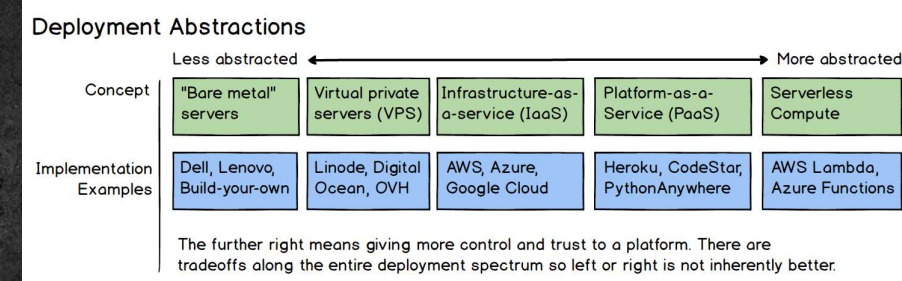 Deployment Abstractions
Less abstracted
More abstracted
Concept
"Bare metal"
servers
Virtual private
servers (VPS)
Infrastructure-as-
a-service (IaaS)
Platform-as-a-
Service (PaaS)
Serverless
Compute
Implementation
Examples
Dell, Lenovo,
Build-your-own
Linode, Digital
Ocean, OVH
AWS, Azure,
Google Cloud
Heroku, CodeStar,
PythonAnywhere
AWS Lambda,
Azure Functions
The further right means giving more control and trust to a platform. There are
tradeoffs along the entire deployment spectrum so left or right is not inherently better.